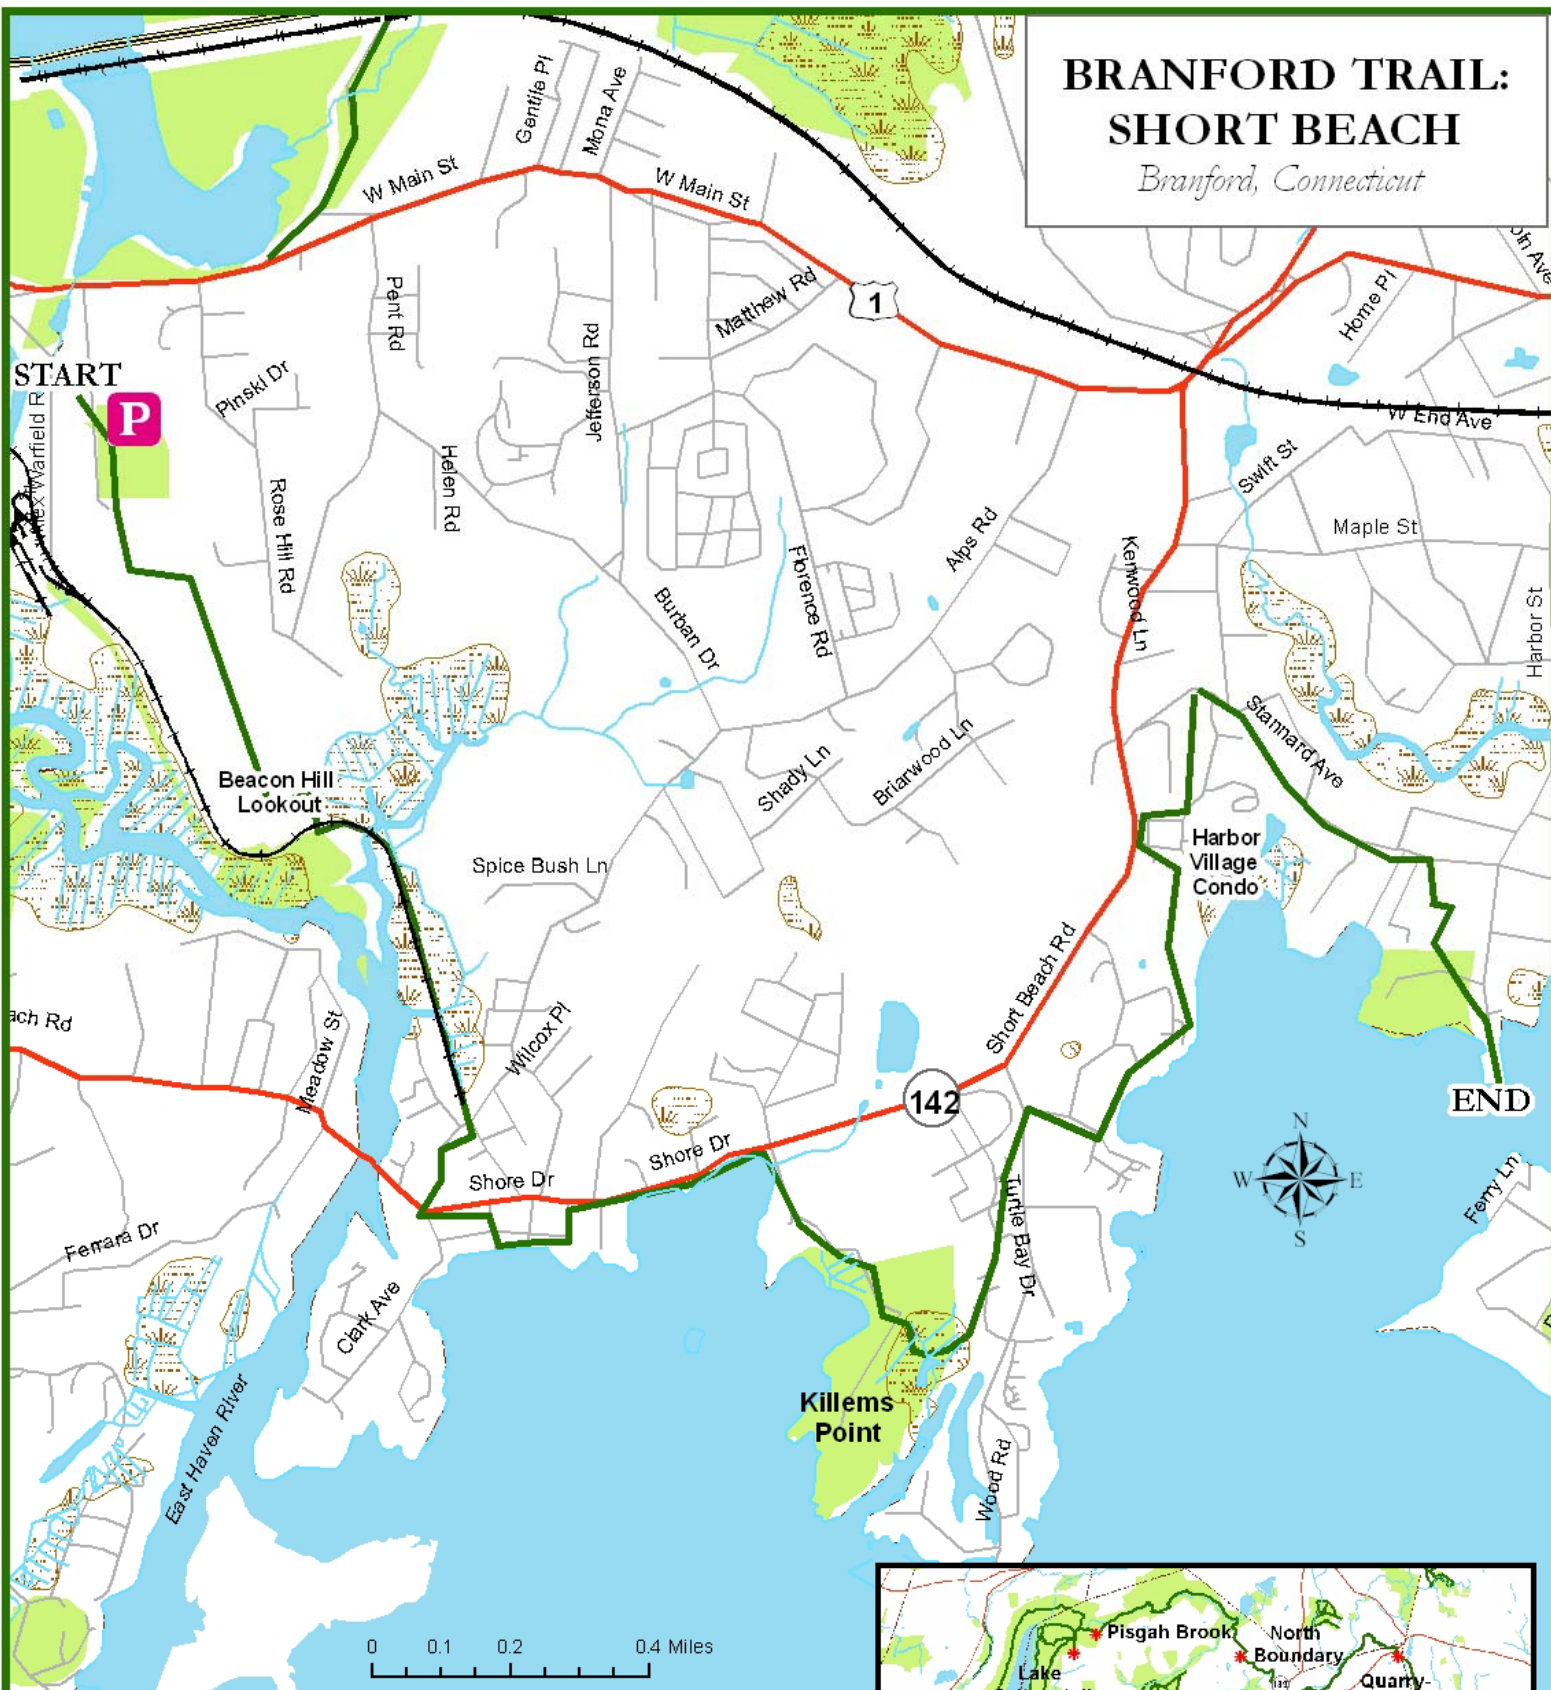 BRANFORD TRAIL:
SHORT BEACH
Branford, Connecticut
Gentile Pl
Mona Ave
W Main St
W Main St
Home Pl
Pent Rd
Matthew Rd
1
Jefferson Rd
START
P
Pinski Dr
W End Ave
Helen Rd
Rose Hill Rd
Swift St
Maple St
Alps Rd
Kenwood Ln
Florence Rd
Burban Dr
Harbor St
Stannard Ave
Beacon Hill
Lookout
Shady Ln
Briarwood Ln
Harbor
Village
Condo
Spice Bush Ln
Short Beach Rd
ach Rd
Meadow St
Wilcox Pl
142
END
Shore Dr
Shore Dr
N
W
E
S
Ferry Ln
Turtle Bay Dr
Ferrara Dr
Clark Ave
Killems
Point
East Haven River
Wood Rd
0 0.1 0.2 0.4 Miles
Pisgah Brook
North
Boundary
Lake
Quarry-